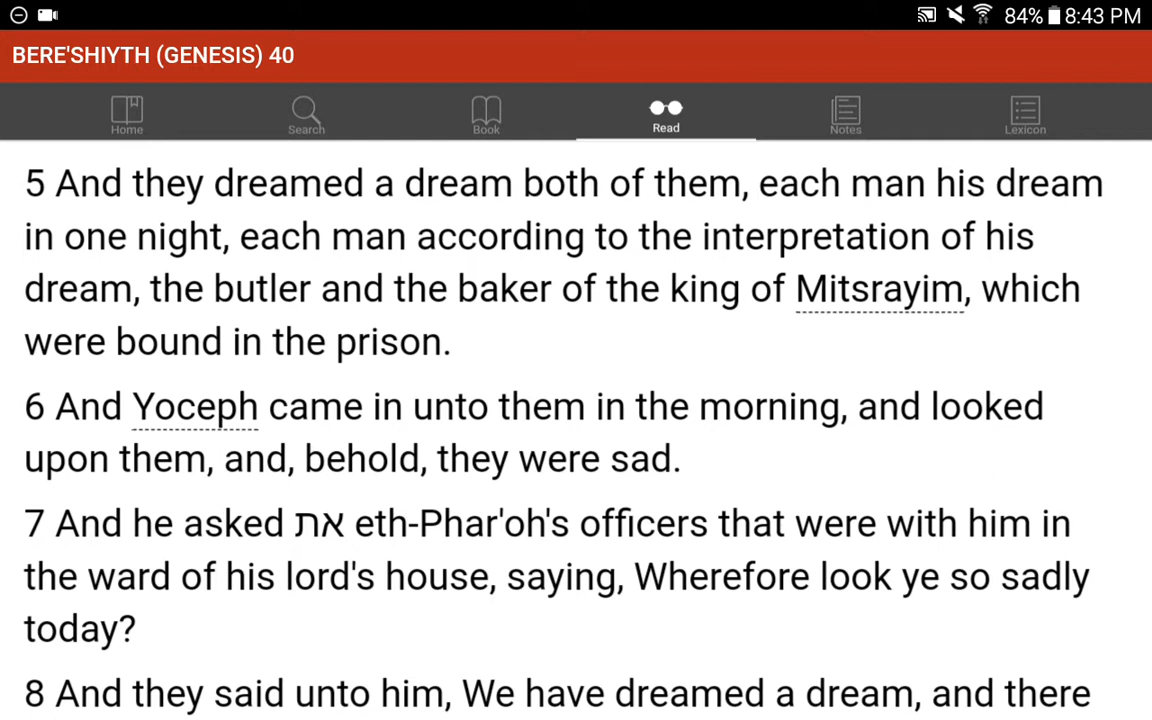 84% 8:43 PM
BERE'SHIYTH (GENESIS) 40
Home Search Book Read Notes Lexicon
5 And they dreamed a dream both of them, each man his dream
in one night, each man according to the interpretation of his
dream, the butler and the baker of the king of Mitsrayim, which
were bound in the prison.
6 And Yoceph came in unto them in the morning, and looked
upon them, and, behold, they were sad.
7 And he asked את eth-Phar'oh's officers that were with him in
the ward of his lord's house, saying, Wherefore look ye so sadly
today?
8 And they said unto him, We have dreamed a dream, and there